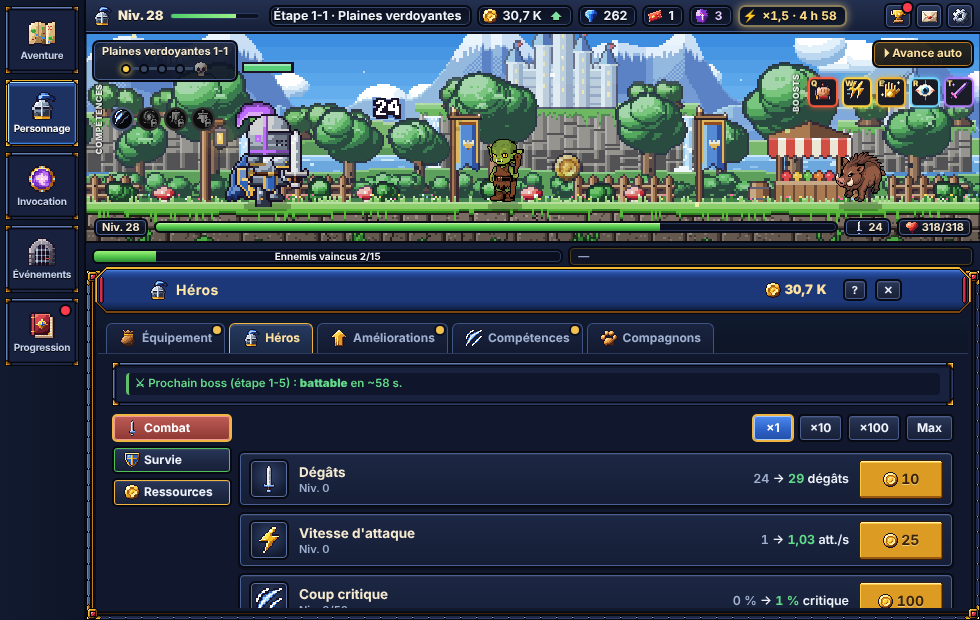 Aventure
Personnage
Invocation
Événements
Progression
Niv. 28
Étape 1-1 · Plaines verdoyantes
30,7 K
262
1
3
×1,5 · 4 h 58
Plaines verdoyantes 1-1
Avance auto
COMPÉTENCES
BOOSTS
24
Niv. 28
24
318/318
Ennemis vaincus 2/15
—
Héros
30,7 K
?
×
Équipement
Héros
Améliorations
Compétences
Compagnons
Prochain boss (étape 1-5) : battable en ~58 s.
Combat
Survie
Ressources
×1
×10
×100
Max
Dégâts
Niv. 0
24 → 29 dégâts
10
Vitesse d'attaque
Niv. 0
1 → 1,03 att./s
25
Coup critique
0 % → 1 % critique
100